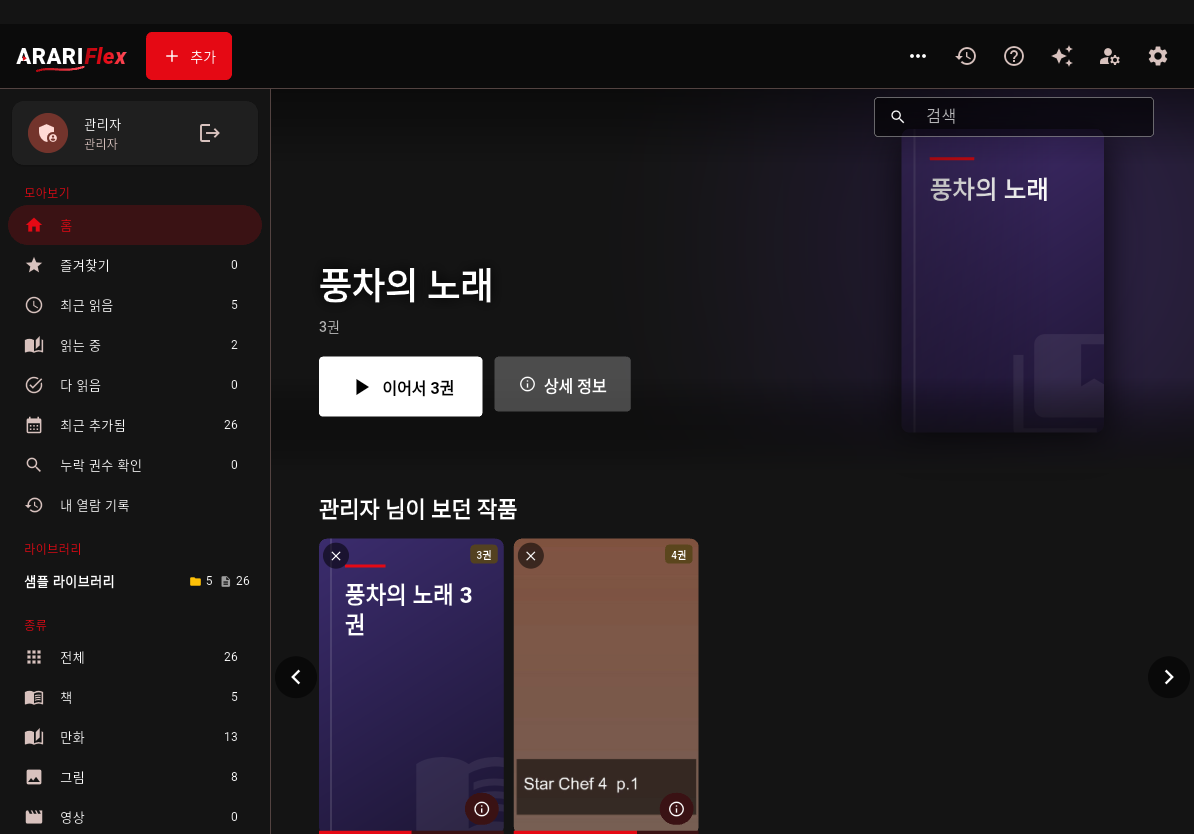 ARARIFlex
추가
관리자
관리자
모아보기
홈
즐겨찾기 0
최근 읽음 5
읽는 중 2
다 읽음 0
최근 추가됨 26
누락 권수 확인 0
내 열람 기록
라이브러리
샘플 라이브러리 5 26
종류
전체 26
책 5
만화 13
그림 8
영상 0
검색
풍차의 노래
풍차의 노래
3권
이어서 3권
상세 정보
관리자 님이 보던 작품
3권
풍차의 노래 3
권
4권
Star Chef 4 p.1